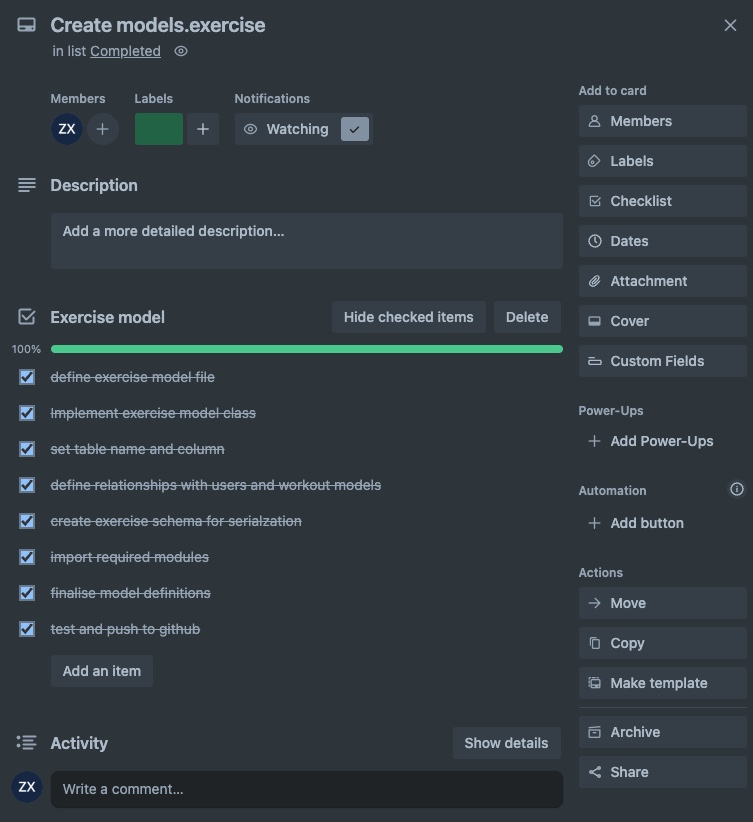 Create models.exercise
in list Completed
Members
Labels
Notifications
ZX
Watching
Description
Add a more detailed description...
Exercise model
Hide checked items
Delete
100%
define exercise model file
Implement exercise model class
set table name and column
define relationships with users and workout models
create exercise schema for serialzation
import required modules
finalise model definitions
test and push to github
Add an item
Activity
Show details
ZX
Write a comment...
Add to card
Members
Labels
Checklist
Dates
Attachment
Cover
Custom Fields
Power-Ups
Add Power-Ups
Automation
Add button
Actions
Move
Copy
Make template
Archive
Share